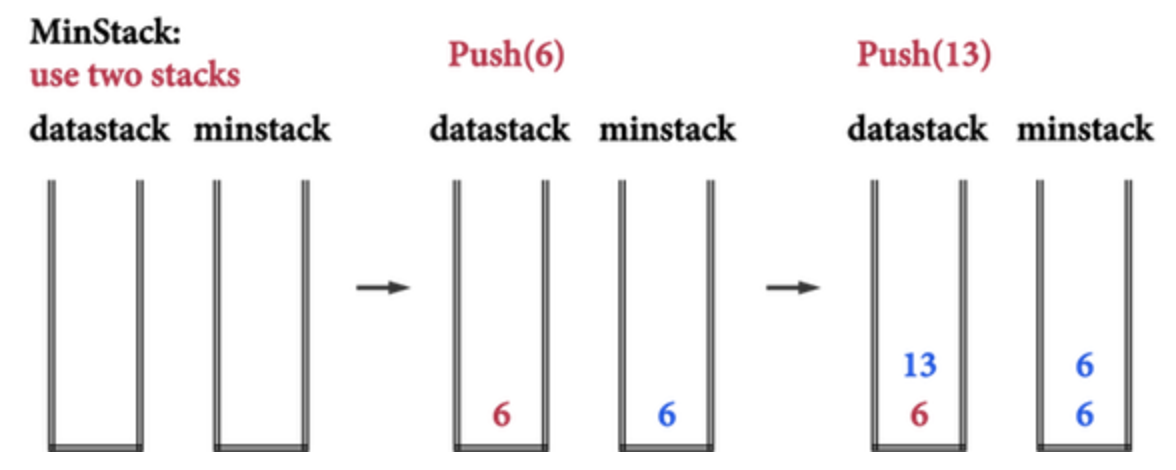 MinStack:
use two stacks
datastack minstack
Push(6)
datastack minstack
6 6
Push(13)
datastack minstack
13 6
6 6